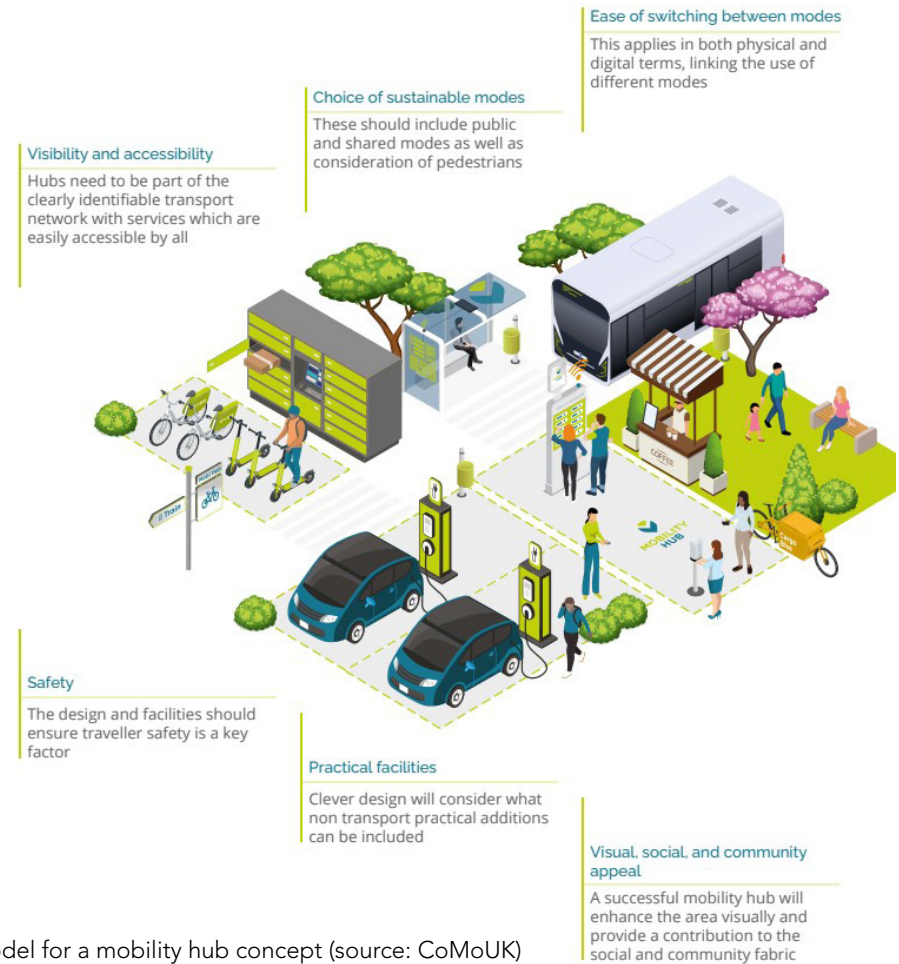 Ease of switching between modes
This applies in both physical and
digital terms, linking the use of
different modes
Choice of sustainable modes
These should include public
and shared modes as well as
consideration of pedestrians
Visibility and accessibility
Hubs need to be part of the
clearly identifiable transport
network with services which are
easily accessible by all
Mobi Hub
Train
COFFEE
MOBILITY
HUB
Cargo
Bike
Safety
The design and facilities should
ensure traveller safety is a key
factor
Practical facilities
Clever design will consider what
non transport practical additions
can be included
Visual, social, and community
appeal
A successful mobility hub will
enhance the area visually and
provide a contribution to the
social and community fabric
odel for a mobility hub concept (source: CoMoUK)